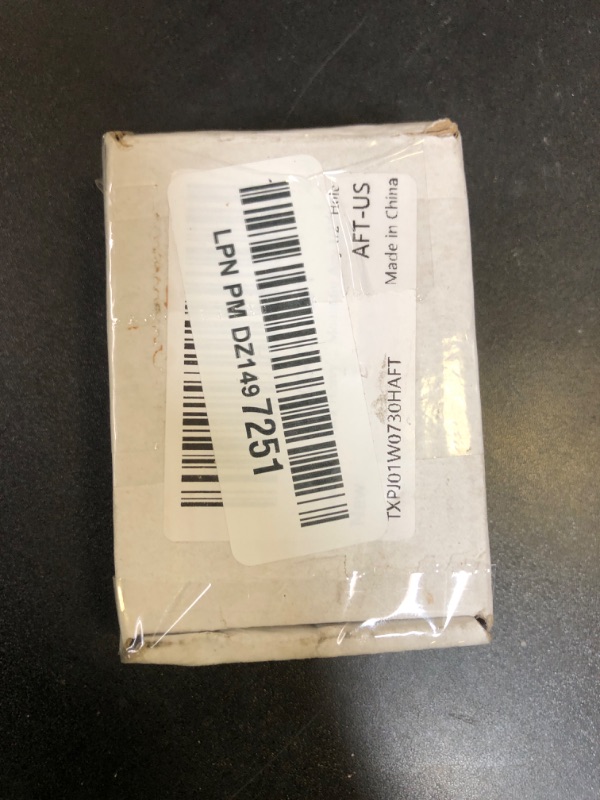 LPN PM DZ1497251
AFT-US
Made in China
TXPJ01W0730HAFT